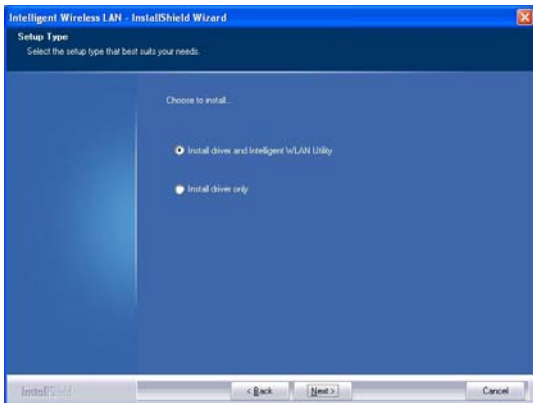 Intelligent Wireless LAN - InstallShield Wizard
Setup Type
Select the setup type that best suits your needs.
Choose to install...
Install driver and Intelligent WLAN Utility
Install driver only
InstallShield
< Back
Next >
Cancel